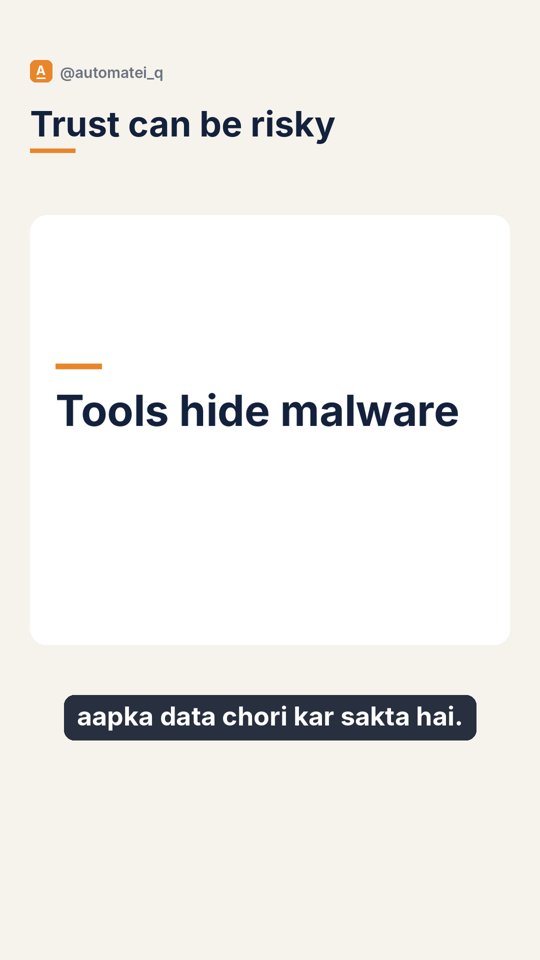 A @automatei_q
Trust can be risky
Tools hide malware
aapka data chori kar sakta hai.